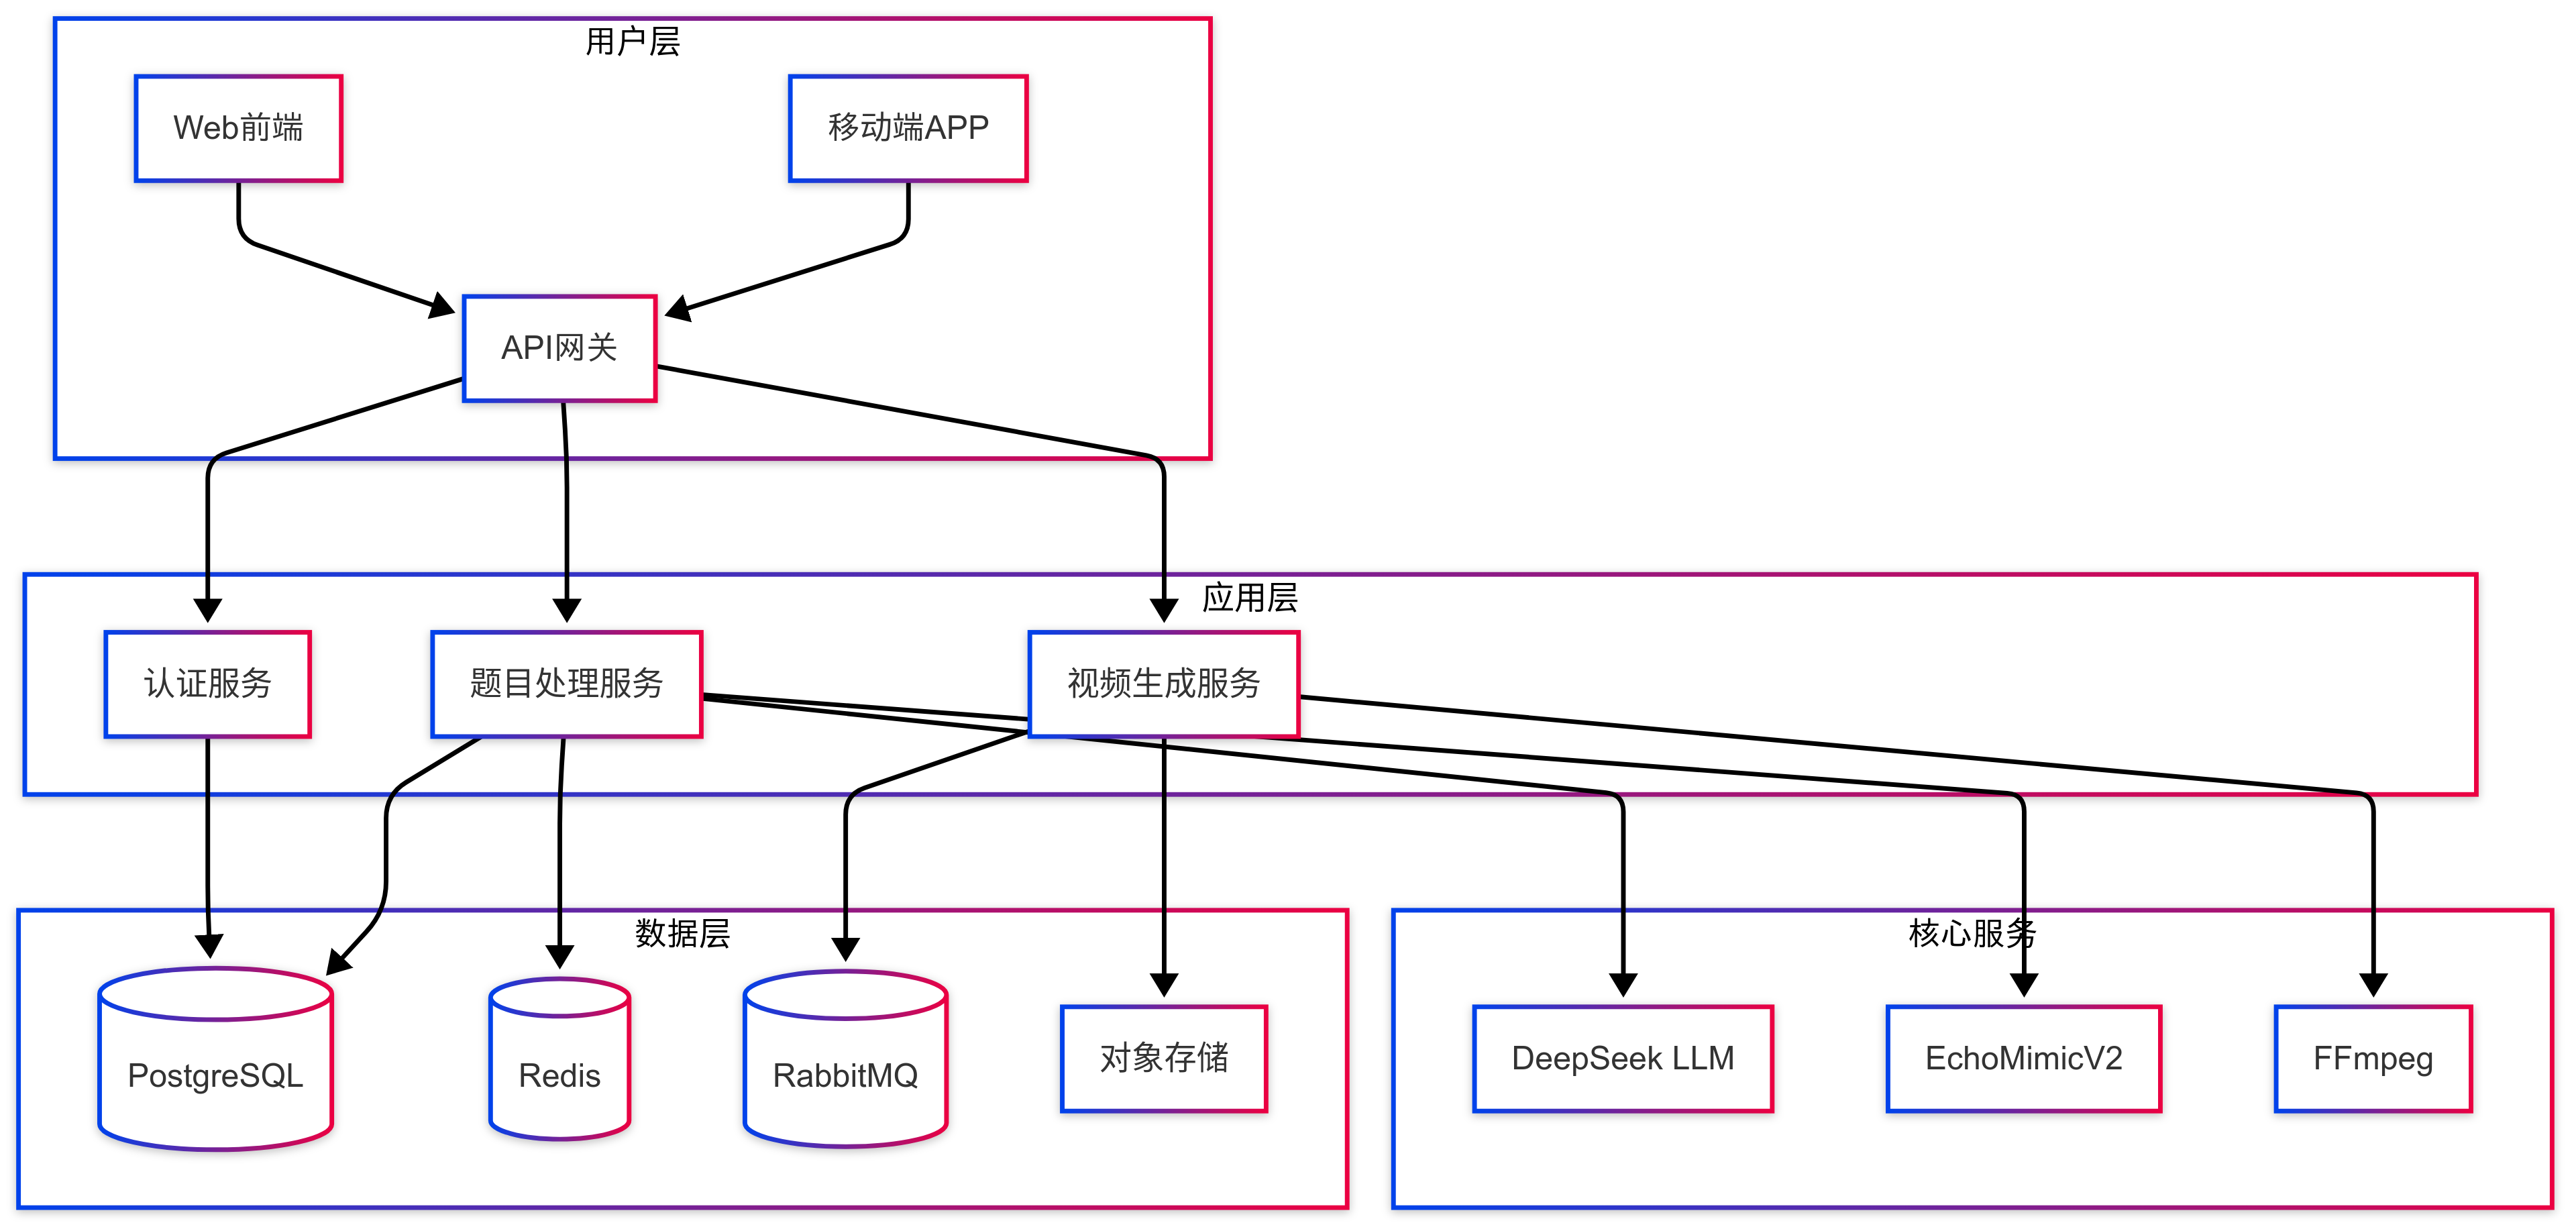 用户层
Web前端
移动端APP
API网关
应用层
认证服务
题目处理服务
视频生成服务
数据层
核心服务
PostgreSQL
Redis
RabbitMQ
对象存储
DeepSeek LLM
EchoMimicV2
FFmpeg